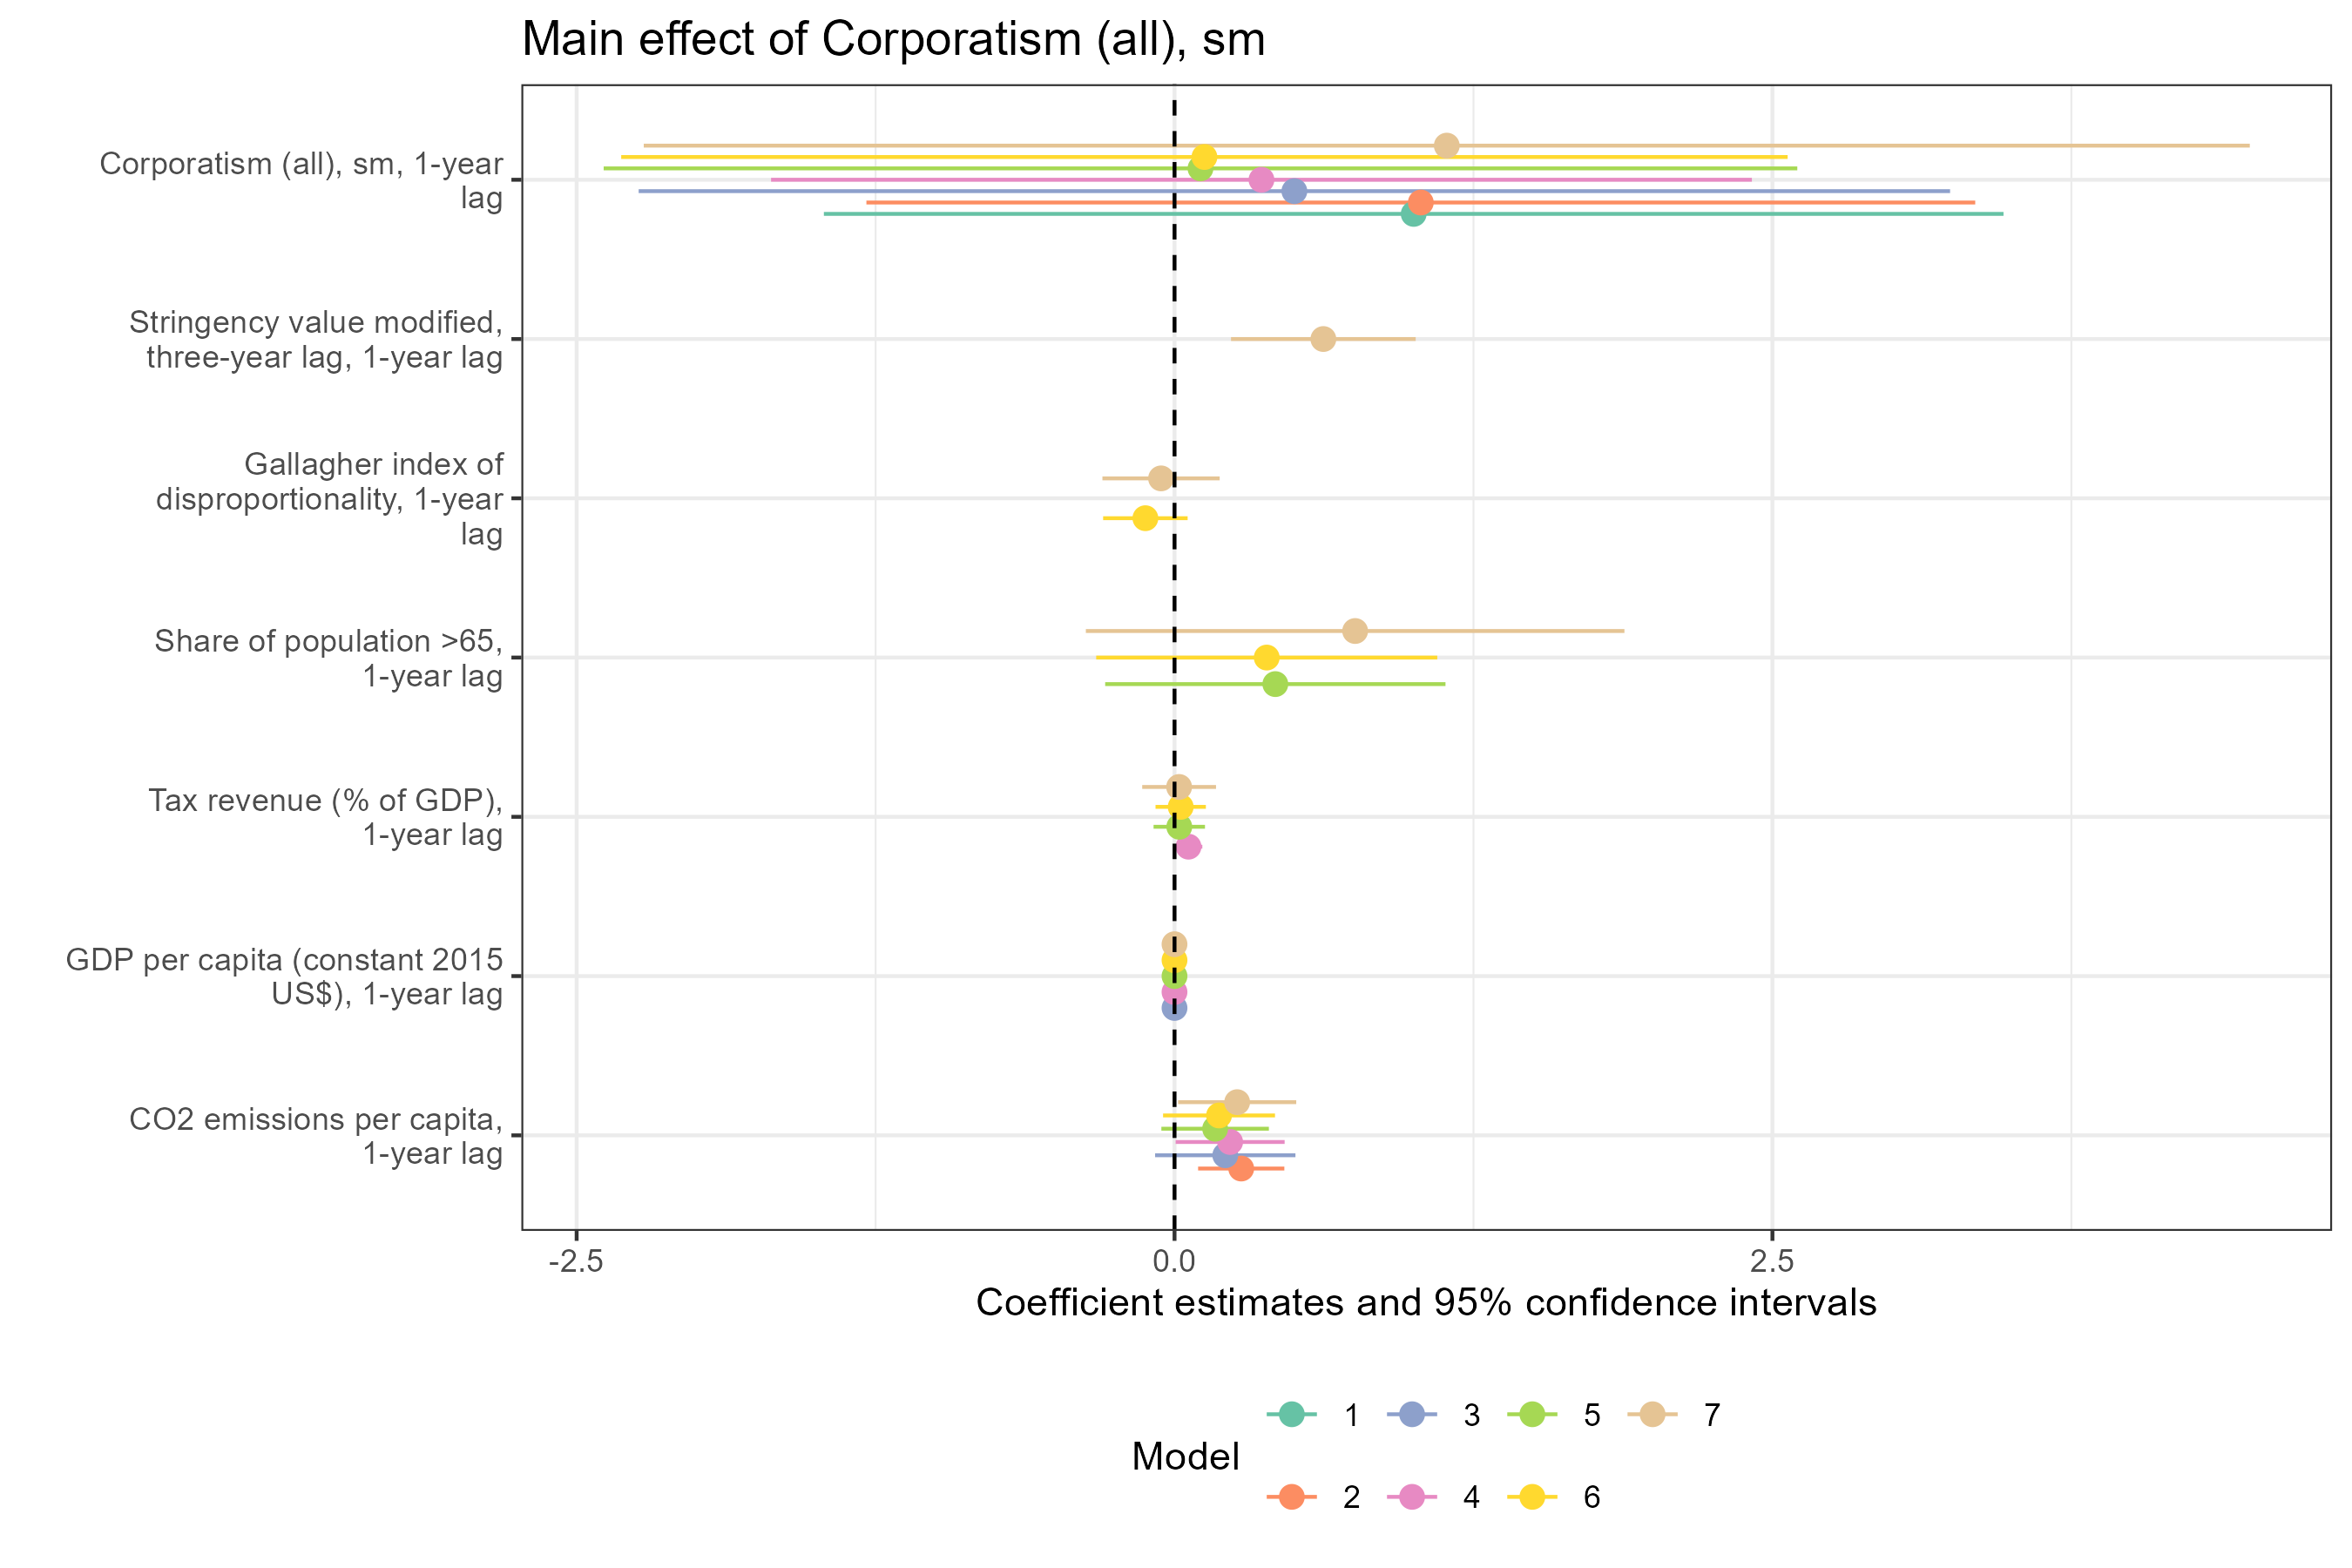 Main effect of Corporatism (all), sm
Corporatism (all), sm, 1-year
lag
Stringency value modified,
three-year lag, 1-year lag
Gallagher index of
disproportionality, 1-year
lag
Share of population >65,
1-year lag
Tax revenue (% of GDP),
1-year lag
GDP per capita (constant 2015
US$), 1-year lag
CO2 emissions per capita,
1-year lag
-2.5 0.0 2.5
Coefficient estimates and 95% confidence intervals
Model
1 3 5 7
2 4 6